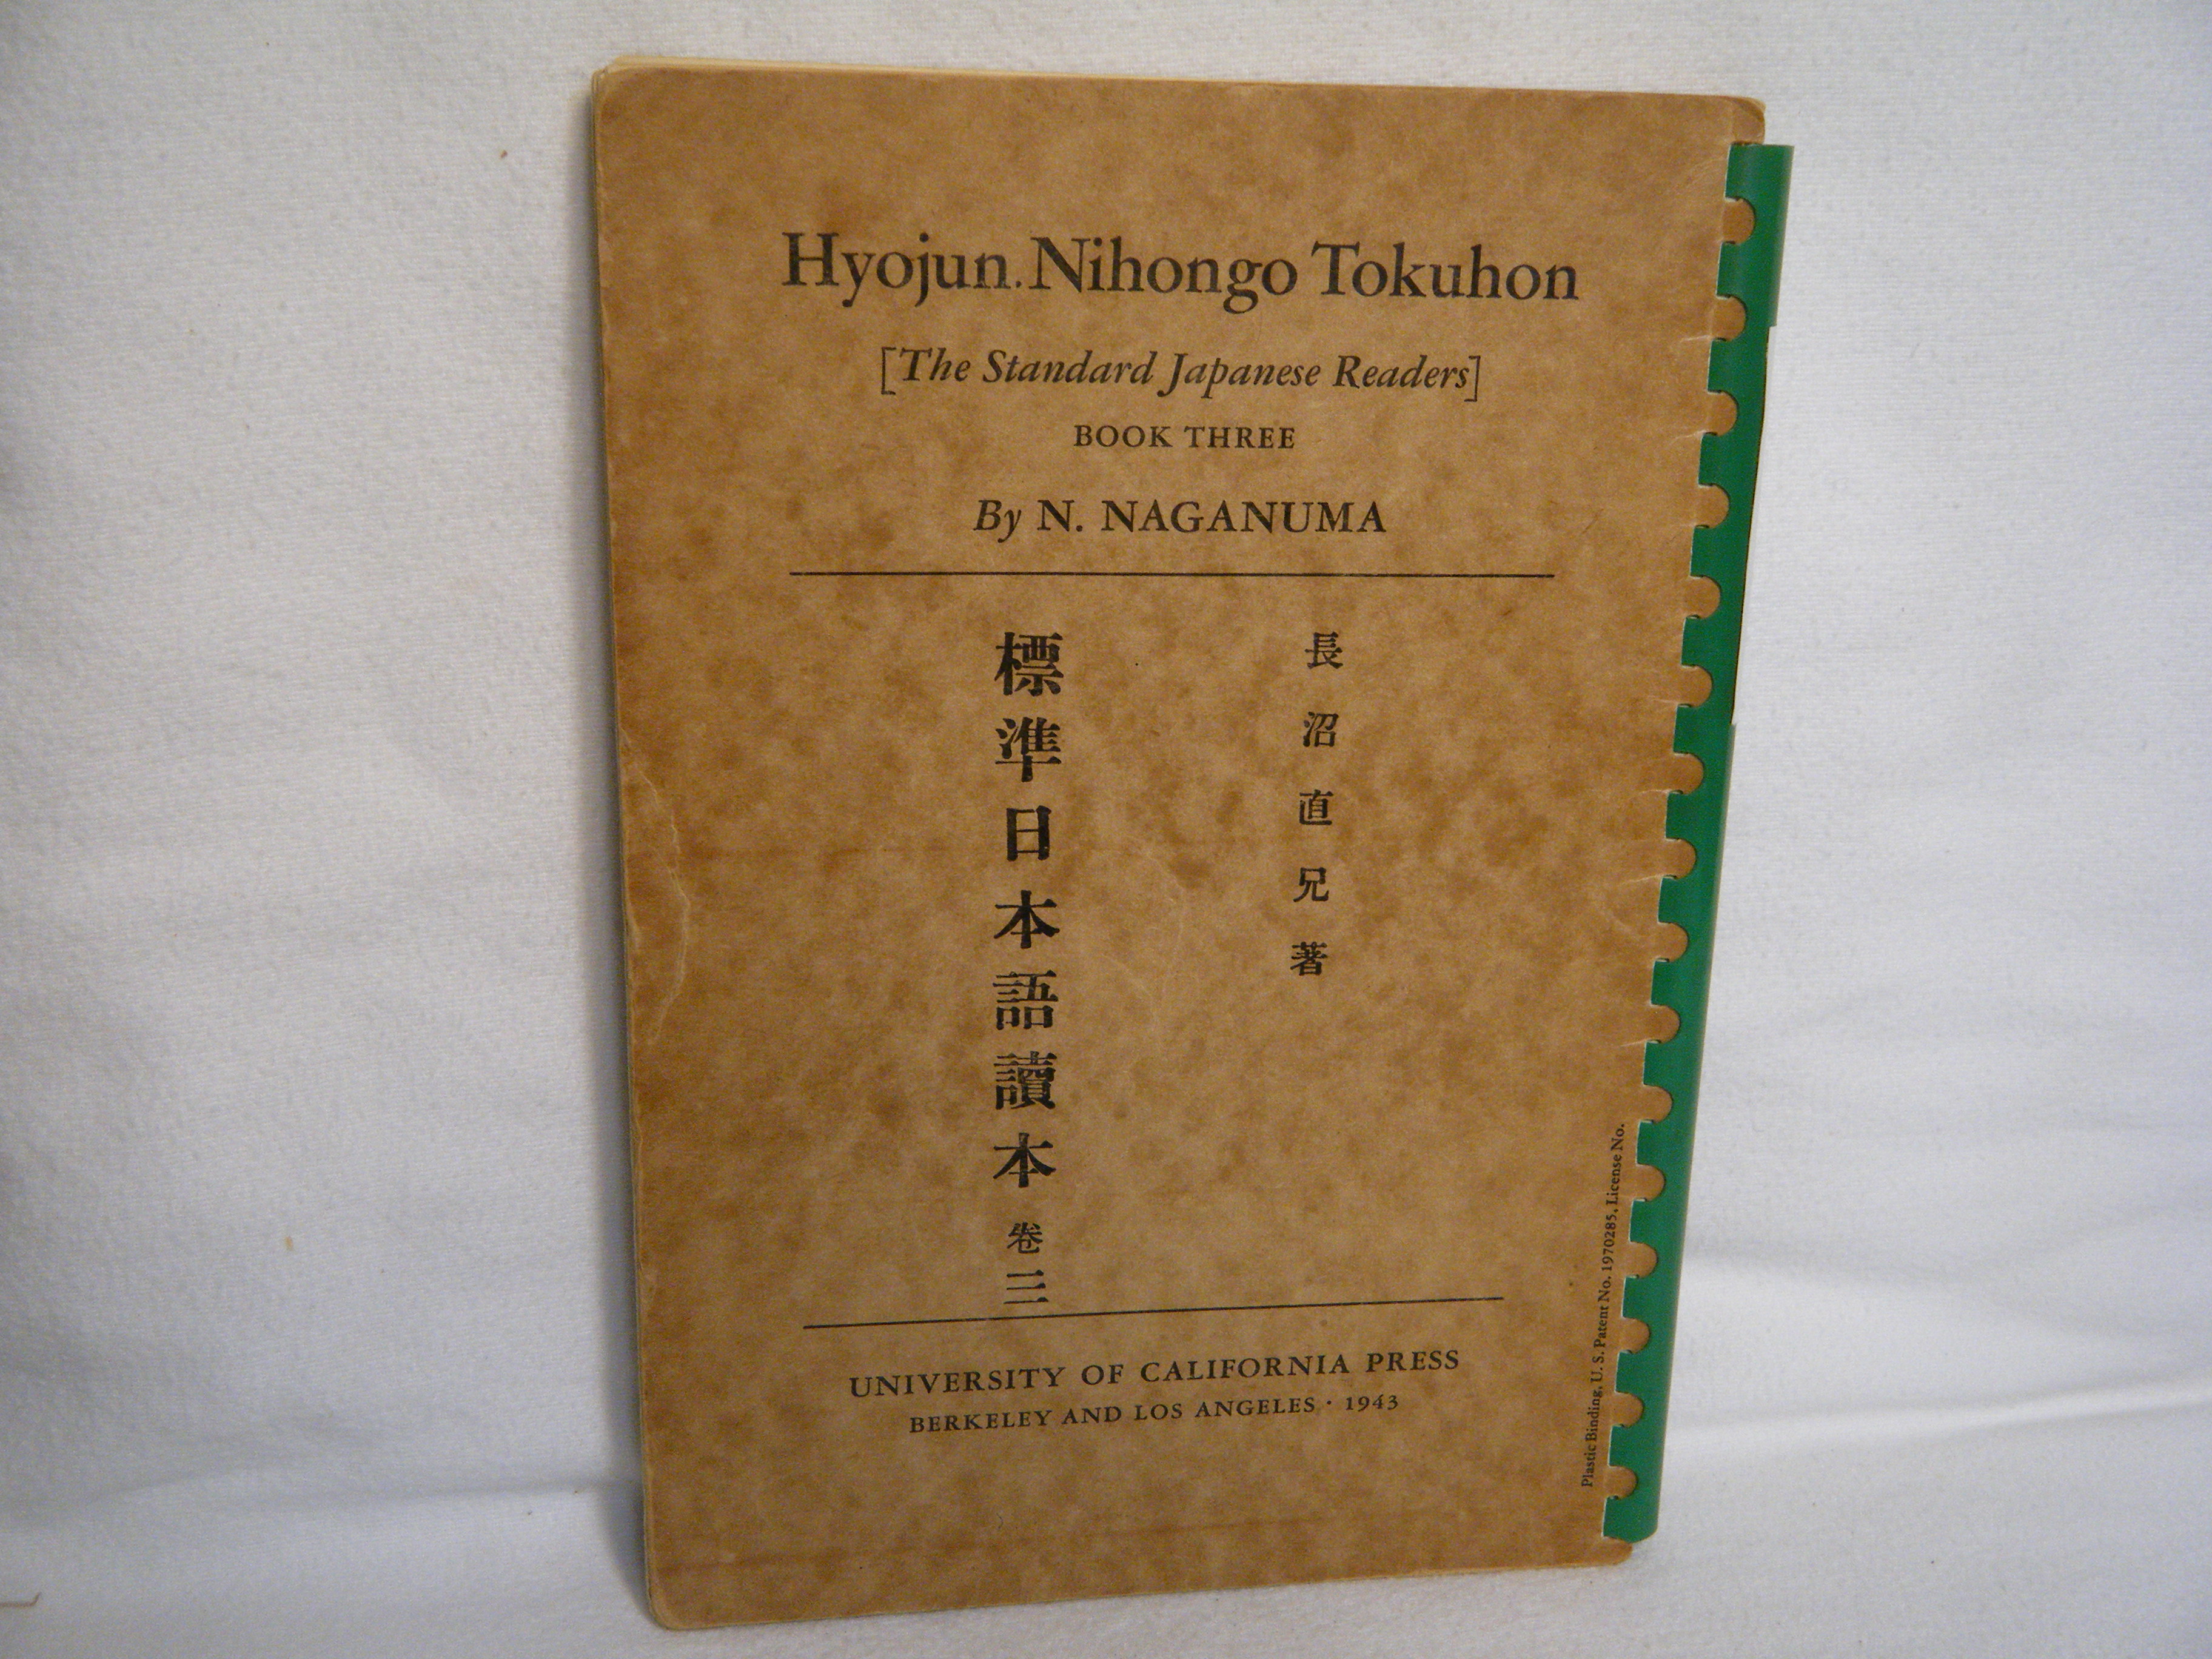 Hyojun Nihongo Tokuhon
[The Standard Japanese Readers]
BOOK THREE
By N. NAGANUMA
長沼直兄著
標準日本語讀本 卷三
UNIVERSITY OF CALIFORNIA PRESS
BERKELEY AND LOS ANGELES · 1943
Plastic Binding, U. S. Patent No. 1970285, License No.